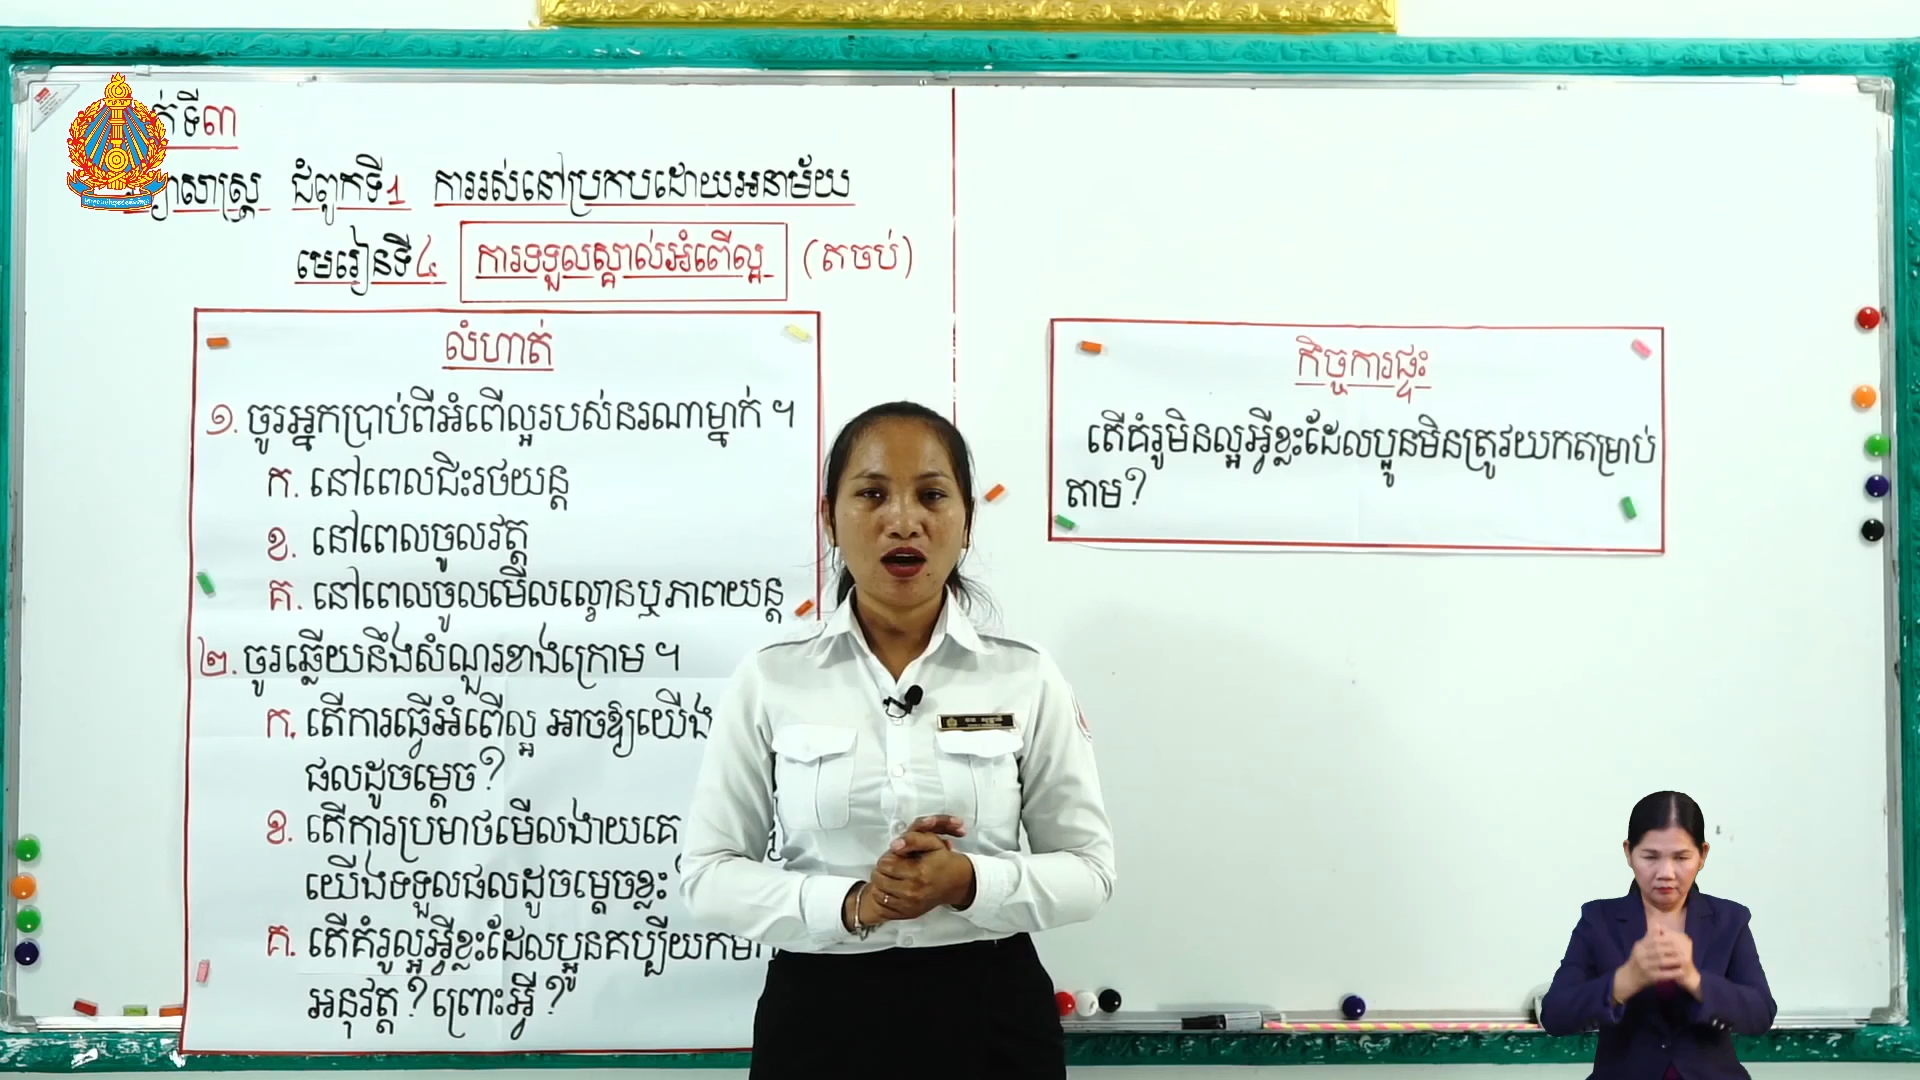 ទី៣
ជំពូកទី1 ការរស់នៅប្រកបដោយអនាម័យ
មេរៀនទី៤ ការទទួលស្គាល់អំពើល្អ (តចប់)
លំហាត់
១. ចូរអ្នកប្រាប់ពីអំពើល្អរបស់នរណាម្នាក់ ។
ក. នៅពេលជិះរថយន្ត
ខ. នៅពេលចូលវត្ត
គ. នៅពេលចូលមើលល្ខោនឬភាពយន្ត
២. ចូរឆ្លើយនឹងសំណួរខាងក្រោម ។
ក. តើការធ្វើអំពើល្អ អាចឱ្យយើង
ផលដូចម្តេច?
ខ. តើការប្រមាថមើលងាយគេ
យើងទទួលផលដូចម្តេចខ្លះ
គ. តើគំរូល្អអ្វីខ្លះដែលប្អូនគប្បីយកមក
អនុវត្ត? ព្រោះអ្វី?
កិច្ចការផ្ទះ
តើគំរូមិនល្អអ្វីខ្លះដែលប្អូនមិនត្រូវយកតម្រាប់
តាម?